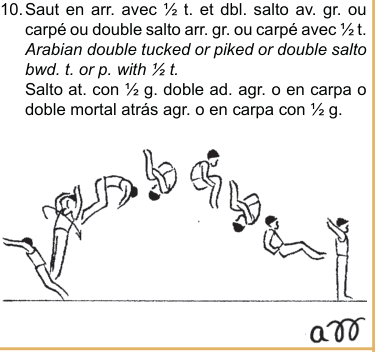 10. Saut en arr. avec ½ t. et dbl. salto av. gr. ou
carpé ou double salto arr. gr. ou carpé avec ½ t.
Arabian double tucked or piked or double salto
bwd. t. or p. with ½ t.
Salto at. con ½ g. doble ad. agr. o en carpa o
doble mortal atrás agr. o en carpa con ½ g.